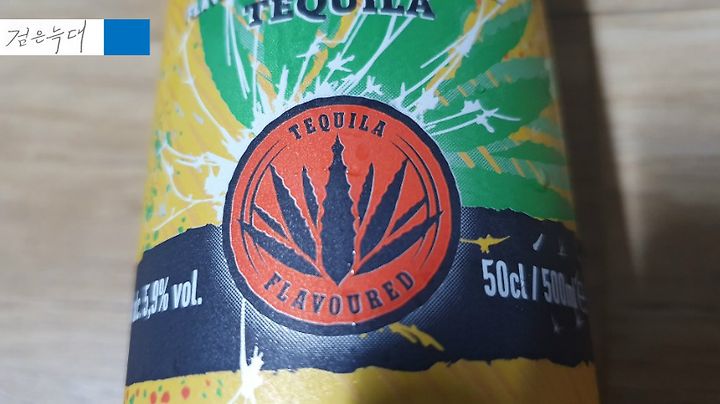 검은늑대
TEQUILA
TEQUILA
FLAVOURED
5,9% vol.
50cl / 500ml